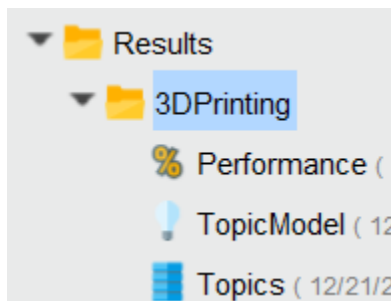 Results
3DPrinting
Performance (
TopicModel ( 12
Topics ( 12/21/2